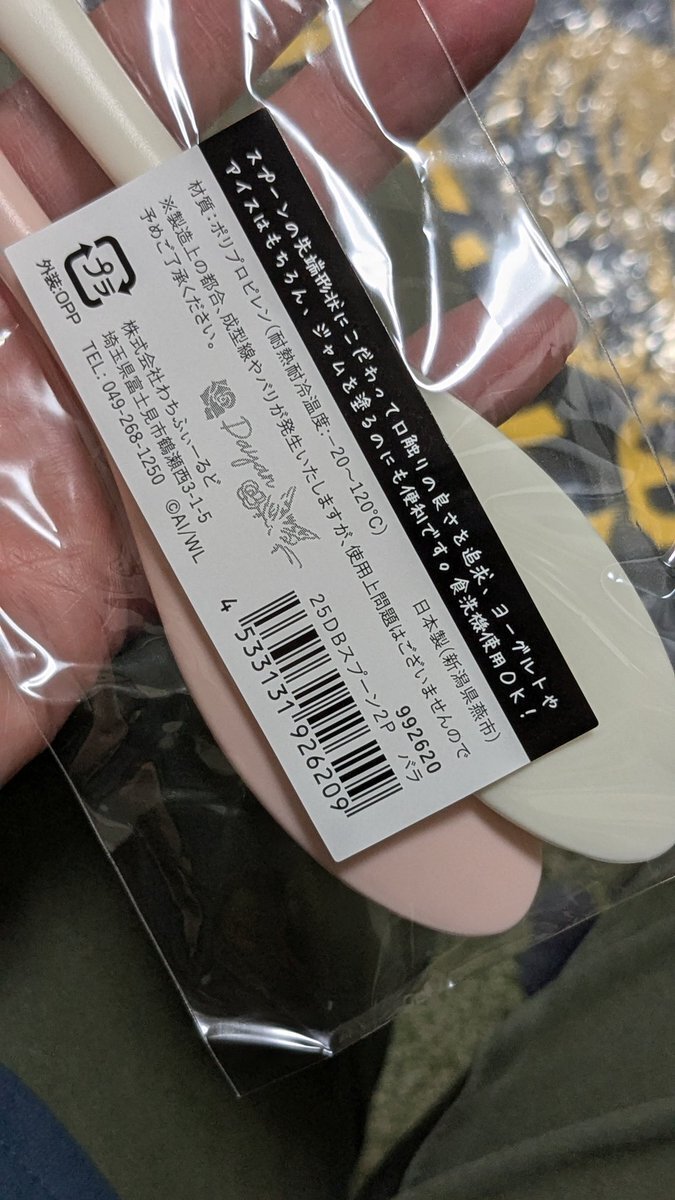 スプーンの先端形状にこだわって口触りの良さを追求、ヨーグルトや
アイスはもちろん、ジャムを塗るのにも便利です。食洗機使用OK!
材質：ポリプロピレン(耐熱耐冷温度：－20～120℃)
日本製(新潟県燕市)
※製造上の都合、成型線やバリが発生いたしますが、使用上問題はございませんので
予めご了承ください。
プラ
外装:OPP
Dayan
992620
25DBスプーン2P バラ
4 533131 926209
株式会社わちふぃーるど
埼玉県富士見市鶴瀬西3-1-5
TEL: 049-268-1250 ©AI/WL